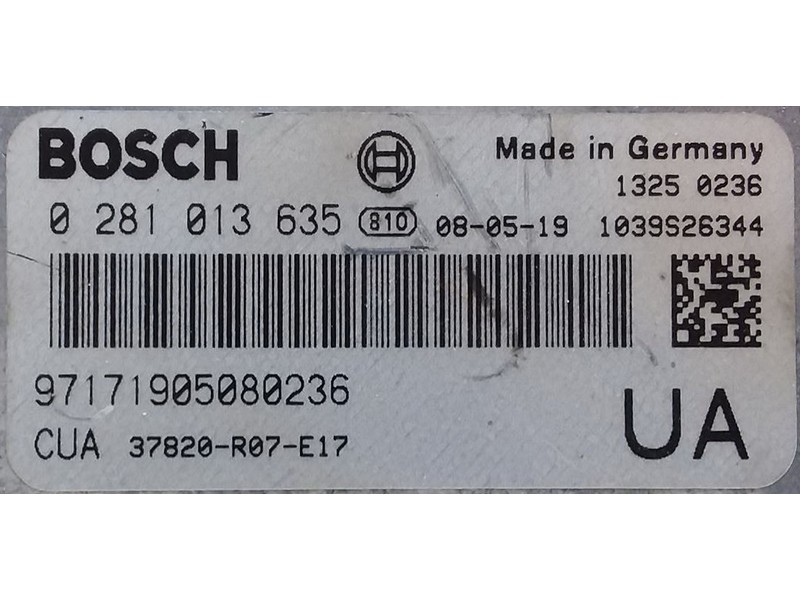 BOSCH
Made in Germany
1325 0236
0 281 013 635 810 08-05-19 1039S26344
97171905080236
CUA 37820-R07-E17
UA